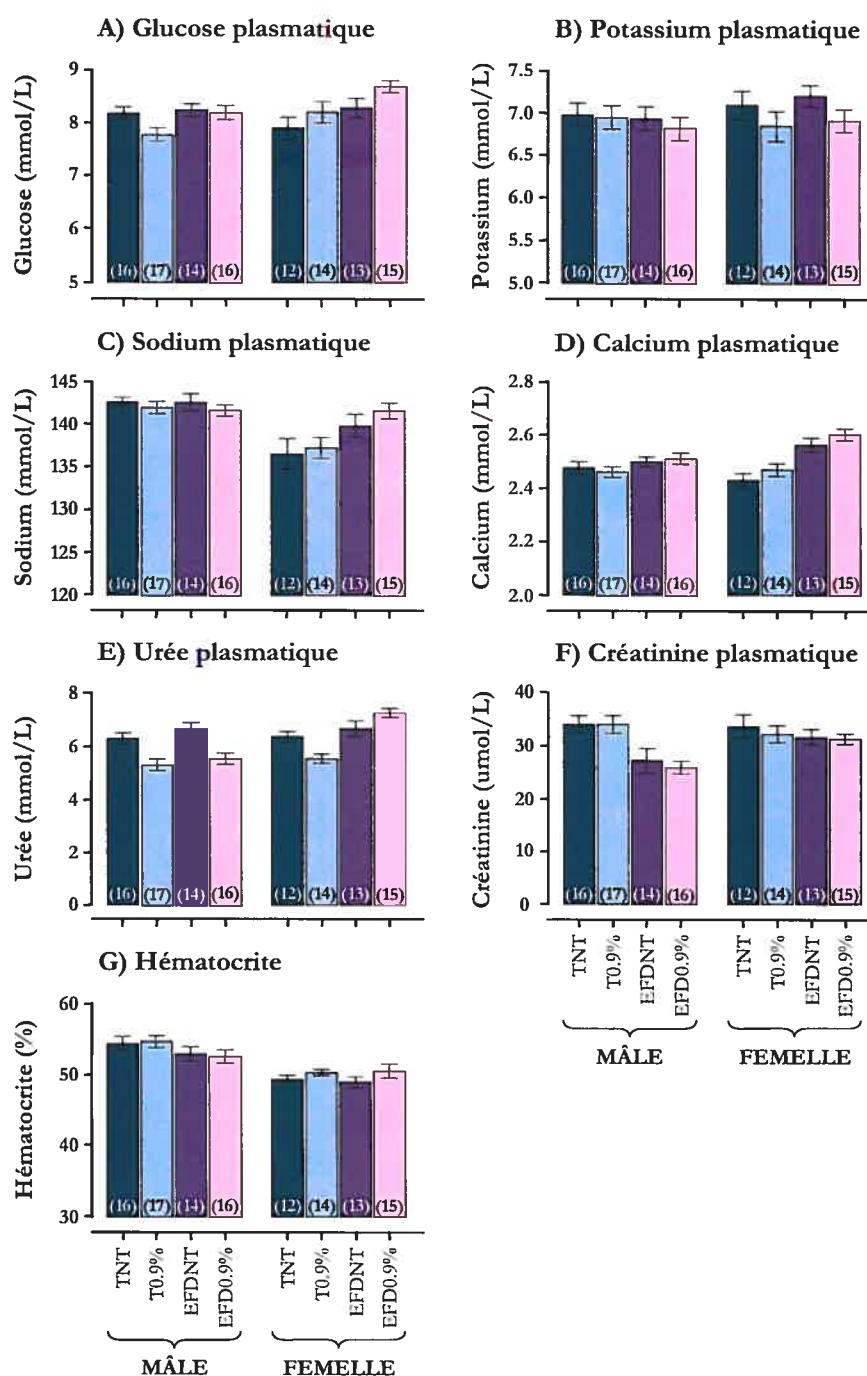 A) Glucose plasmatique
Glucose (mmol/L)
9
8
7
6
5
(16) (17) (14) (16) (12) (14) (13) (15)
B) Potassium plasmatique
Potassium (mmol/L)
7.5
7.0
6.5
6.0
5.5
5.0
(16) (17) (14) (16) (12) (14) (13) (15)
C) Sodium plasmatique
Sodium (mmol/L)
145
140
135
130
125
120
(16) (17) (14) (16) (12) (14) (13) (15)
D) Calcium plasmatique
Calcium (mmol/L)
2.8
2.6
2.4
2.2
2.0
(16) (17) (14) (16) (12) (14) (13) (15)
E) Urée plasmatique
Urée (mmol/L)
8
6
4
2
0
(16) (17) (14) (16) (12) (14) (13) (15)
F) Créatinine plasmatique
Créatinine (umol/L)
40
30
20
10
0
(16) (17) (14) (16) (12) (14) (13) (15)
TNT T0.9% EFDNT EFD0.9% TNT T0.9% EFDNT EFD0.9%
MÂLE FEMELLE
G) Hématocrite
Hématocrite (%)
60
50
40
30
(16) (17) (14) (16) (12) (14) (13) (15)
TNT T0.9% EFDNT EFD0.9% TNT T0.9% EFDNT EFD0.9%
MÂLE FEMELLE